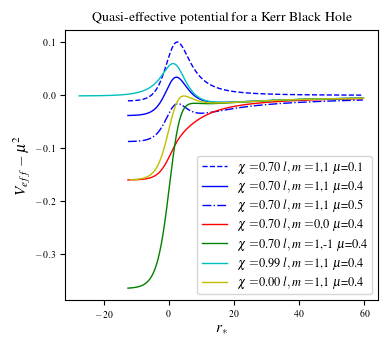 Quasi-effective potential for a Kerr Black Hole
0.1
0.0
−0.1
−0.2
−0.3
V_{eff} − μ^2
χ =0.70 l, m =1,1 μ=0.1
χ =0.70 l, m =1,1 μ=0.4
χ =0.70 l, m =1,1 μ=0.5
χ =0.70 l, m =0,0 μ=0.4
χ =0.70 l, m =1,-1 μ=0.4
χ =0.99 l, m =1,1 μ=0.4
χ =0.00 l, m =1,1 μ=0.4
−20 0 20 40 60
r_*